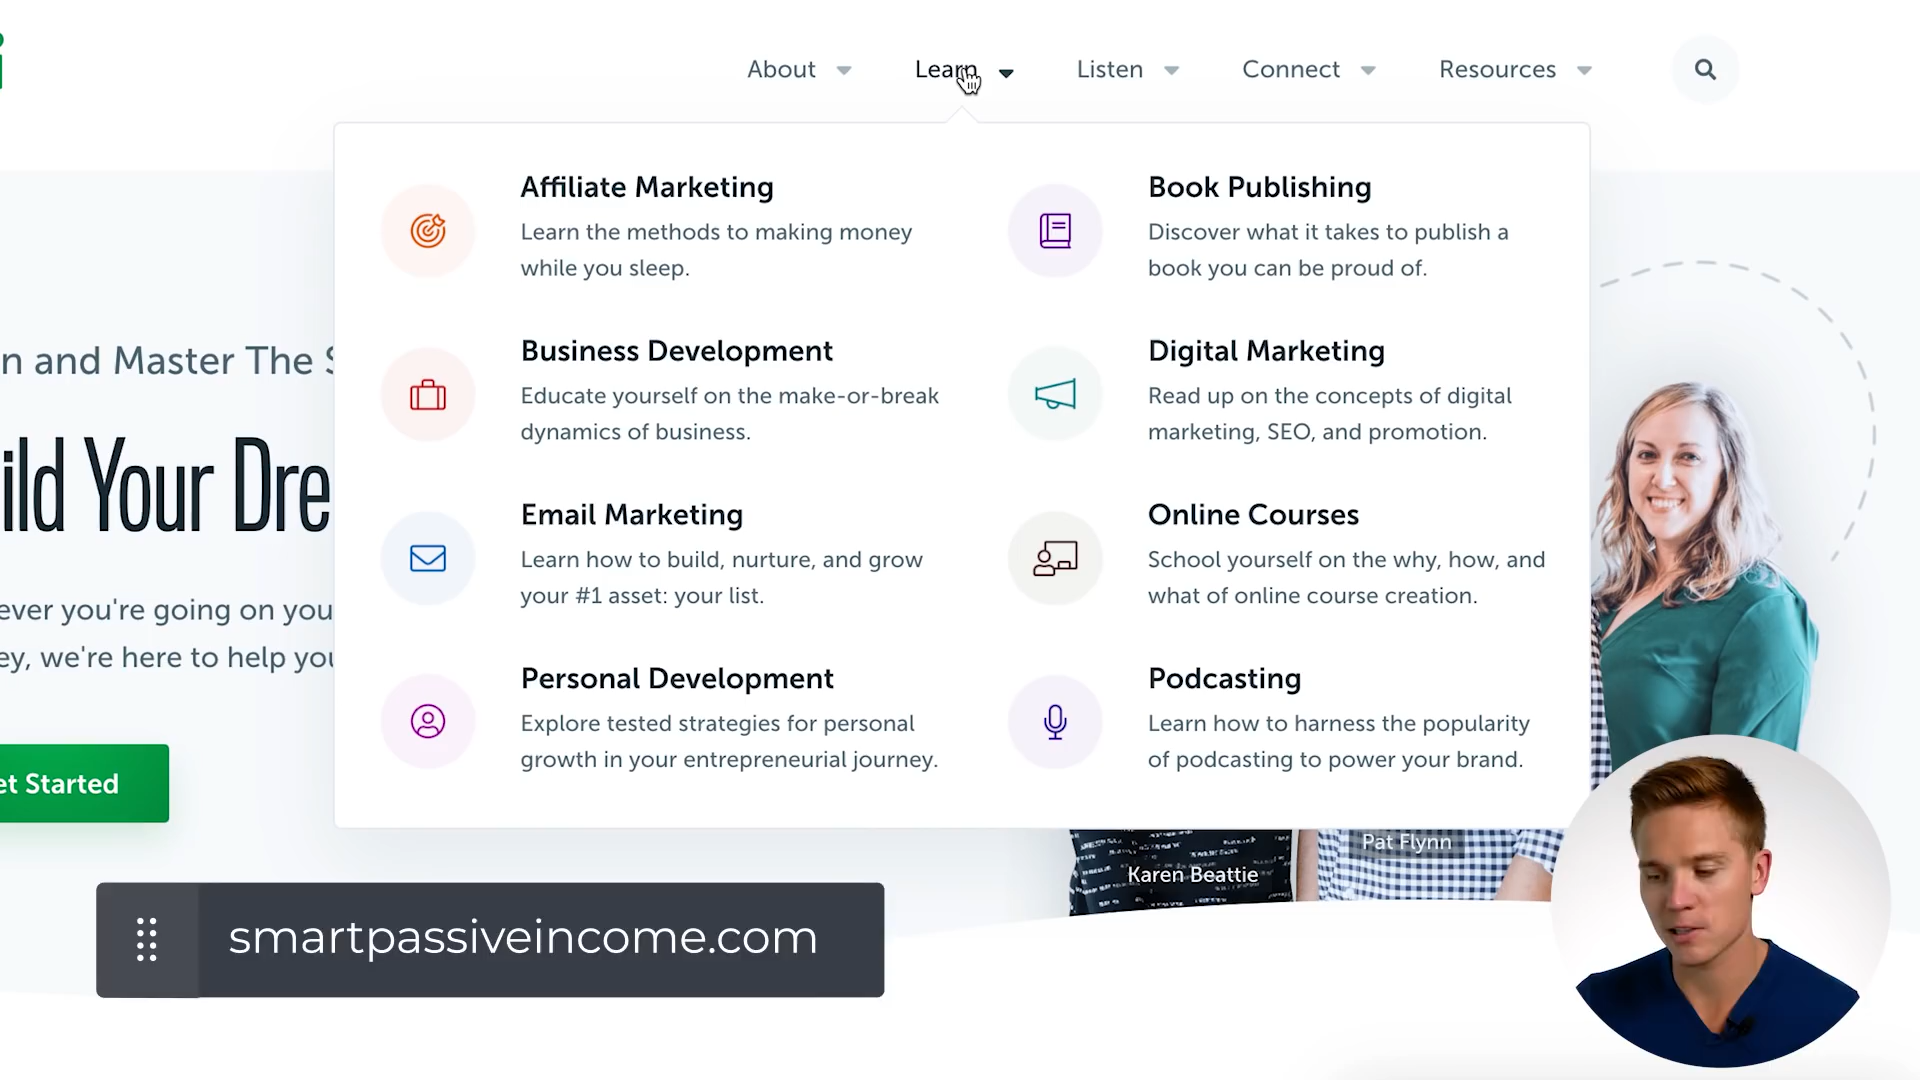 About
Learn
Listen
Connect
Resources
Affiliate Marketing
Learn the methods to making money
while you sleep.
Book Publishing
Discover what it takes to publish a
book you can be proud of.
Business Development
Educate yourself on the make-or-break
dynamics of business.
Digital Marketing
Read up on the concepts of digital
marketing, SEO, and promotion.
Email Marketing
Learn how to build, nurture, and grow
your #1 asset: your list.
Online Courses
School yourself on the why, how, and
what of online course creation.
Personal Development
Explore tested strategies for personal
growth in your entrepreneurial journey.
Podcasting
Learn how to harness the popularity
of podcasting to power your brand.
n and Master The
ild Your Dre
ever you're going on you
ey, we're here to help you
et Started
Pat Flynn
Karen Beattie
smartpassiveincome.com